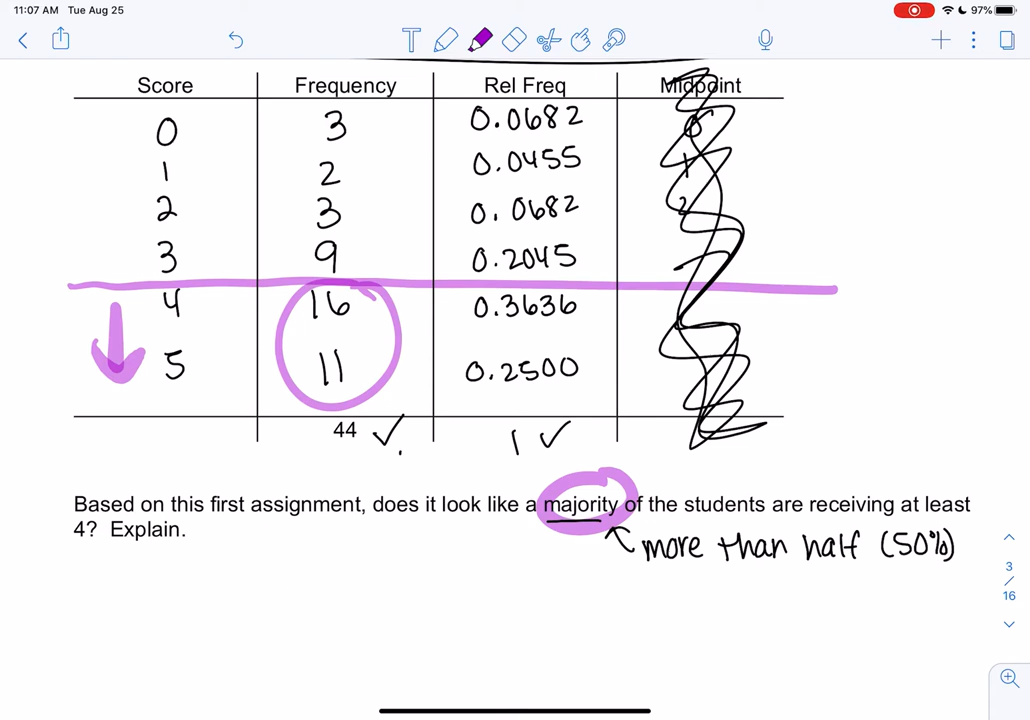 11:07 AM Tue Aug 25 97%
T
Score Frequency Rel Freq Midpoint
0 3 0.0682 0
1 2 0.0455 1
2 3 0.0682 2
3 9 0.2045
4 16 0.3636
5 11 0.2500
44 ✓. 1 ✓
Based on this first assignment, does it look like a majority of the students are receiving at least
4? Explain.
more than half (50%)
3
/
16